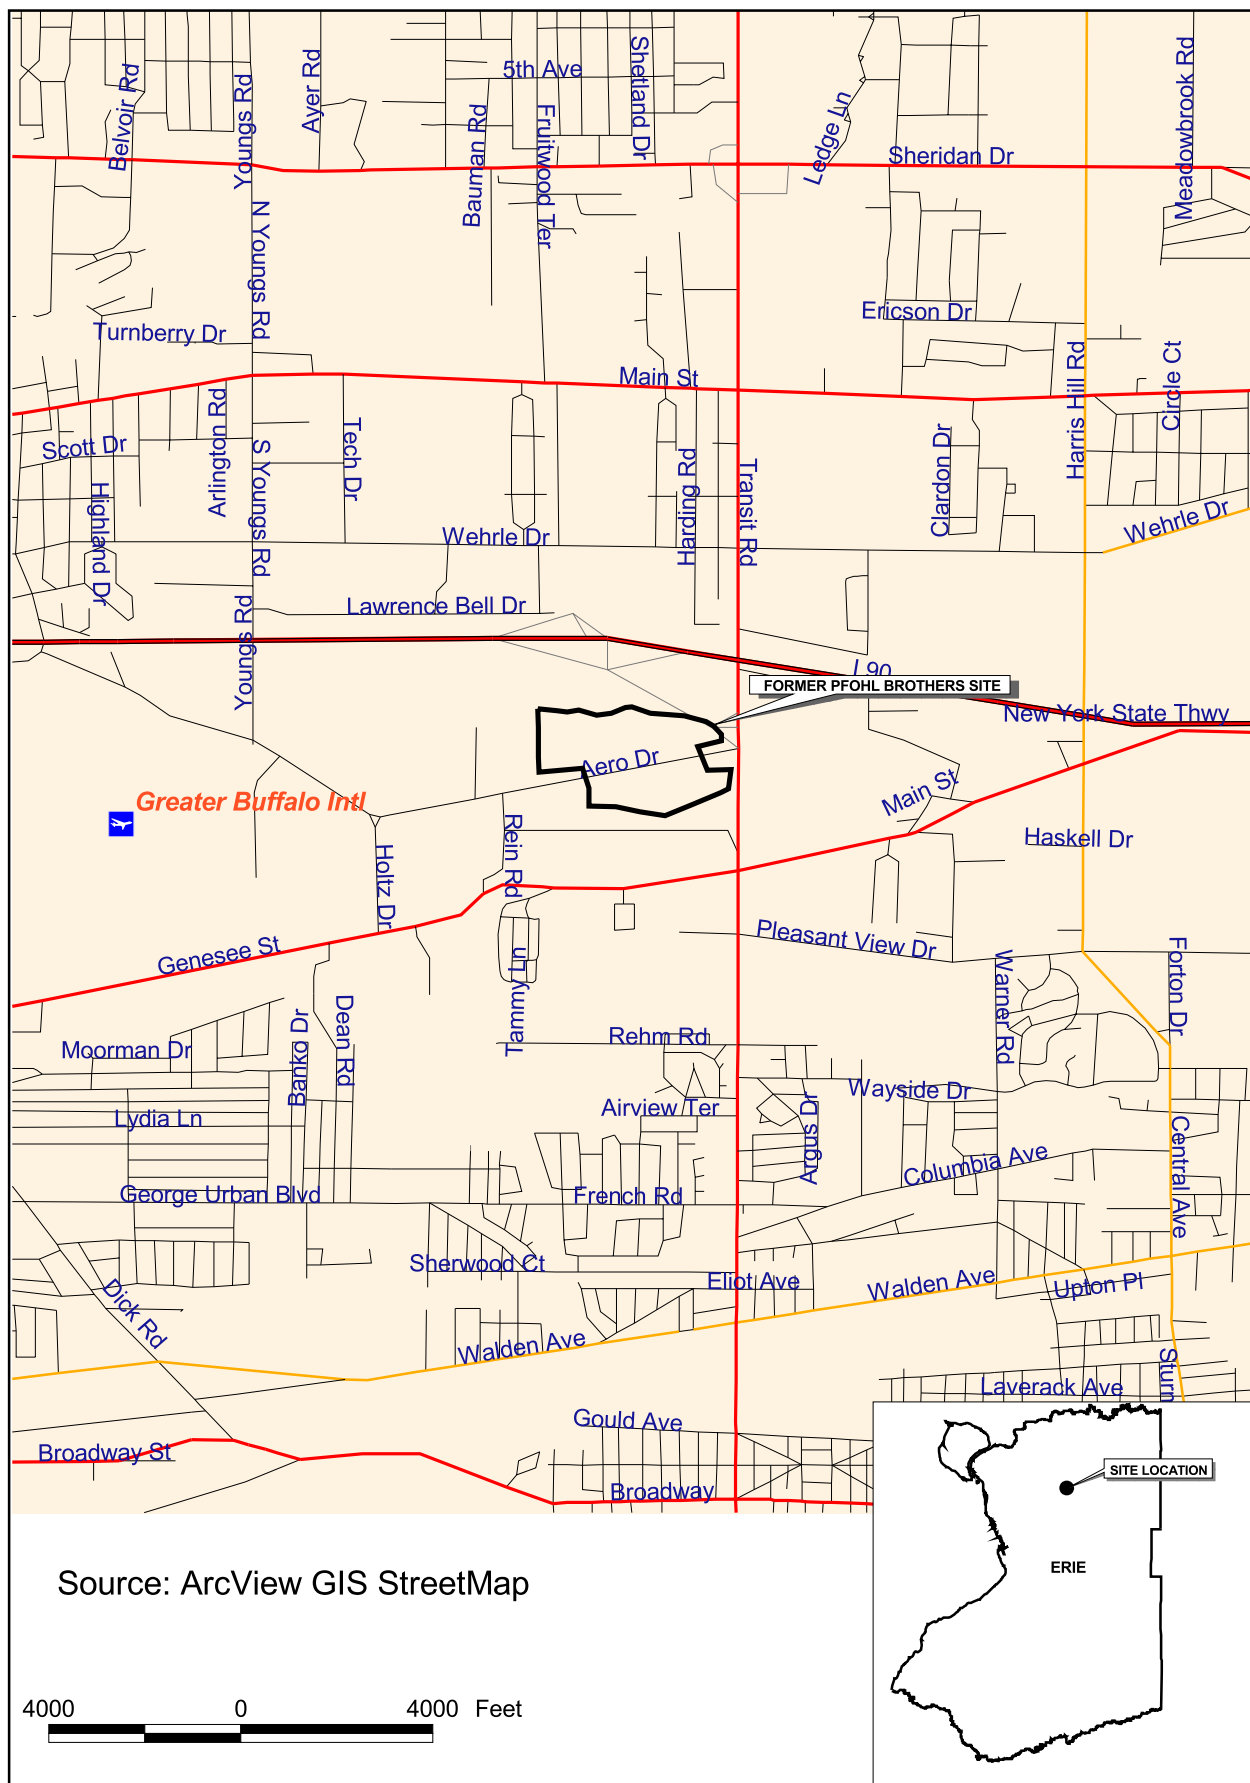 5th Ave
Shetland Dr
Belvoir Rd
Youngs Rd
Ayer Rd
Bauman Rd
Fruitwood Ter
Ledge Ln
Sheridan Dr
Meadowbrook Rd
N Youngs Rd
Turnberry Dr
Ericson Dr
Main St
Harris Hill Rd
Circle Ct
Scott Dr
Arlington Rd
Tech Dr
S Youngs Rd
Highland Dr
Harding Rd
Transit Rd
Clardon Dr
Wehrle Dr
Wehrle Dr
Lawrence Bell Dr
Youngs Rd
I-90
FORMER PFOHL BROTHERS SITE
New York State Thwy
Aero Dr
Greater Buffalo Intl
Main St
Haskell Dr
Rein Rd
Holtz Dr
Genesee St
Pleasant View Dr
Warner Rd
Forton Dr
Tammy Ln
Dean Rd
Banko Dr
Moorman Dr
Rehm Rd
Wayside Dr
Airview Ter
Argus Dr
Lydia Ln
Central Ave
Columbia Ave
George Urban Blvd
French Rd
Sherwood Ct
Eliot Ave
Walden Ave
Upton Pl
Dick Rd
Walden Ave
Sturn
Laverack Ave
Gould Ave
Broadway St
Broadway
SITE LOCATION
ERIE
Source: ArcView GIS StreetMap
4000 0 4000 Feet